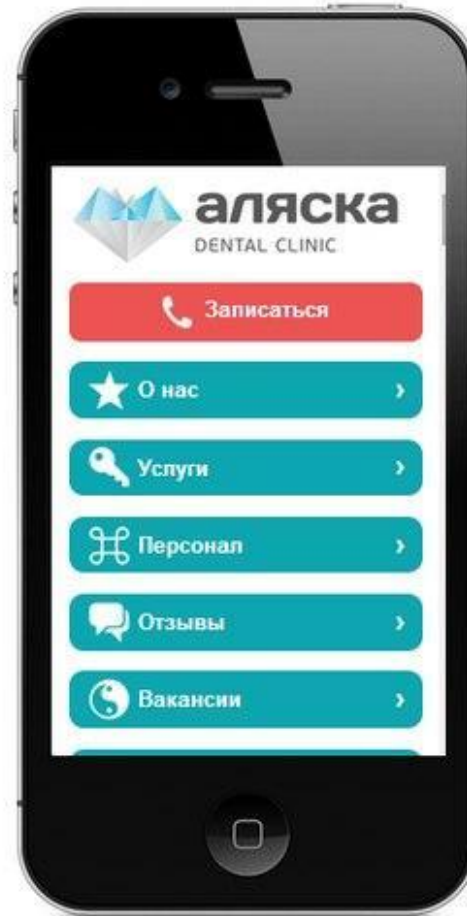 аляска
DENTAL CLINIC
Записаться
О нас
Услуги
Персонал
Отзывы
Вакансии